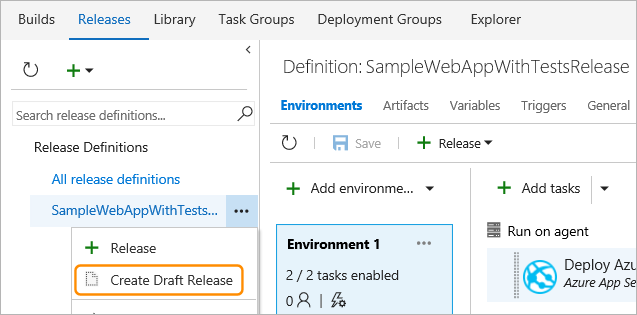 Builds Releases Library Task Groups Deployment Groups Explorer
Search release definitions...
Release Definitions
All release definitions
SampleWebAppWithTests... ...
Release
Create Draft Release
Definition: SampleWebAppWithTestsRelease
Environments Artifacts Variables Triggers General
Save Release
Add environme... Add tasks
Environment 1 ...
2 / 2 tasks enabled
0
Run on agent
Deploy Azu
Azure App Se